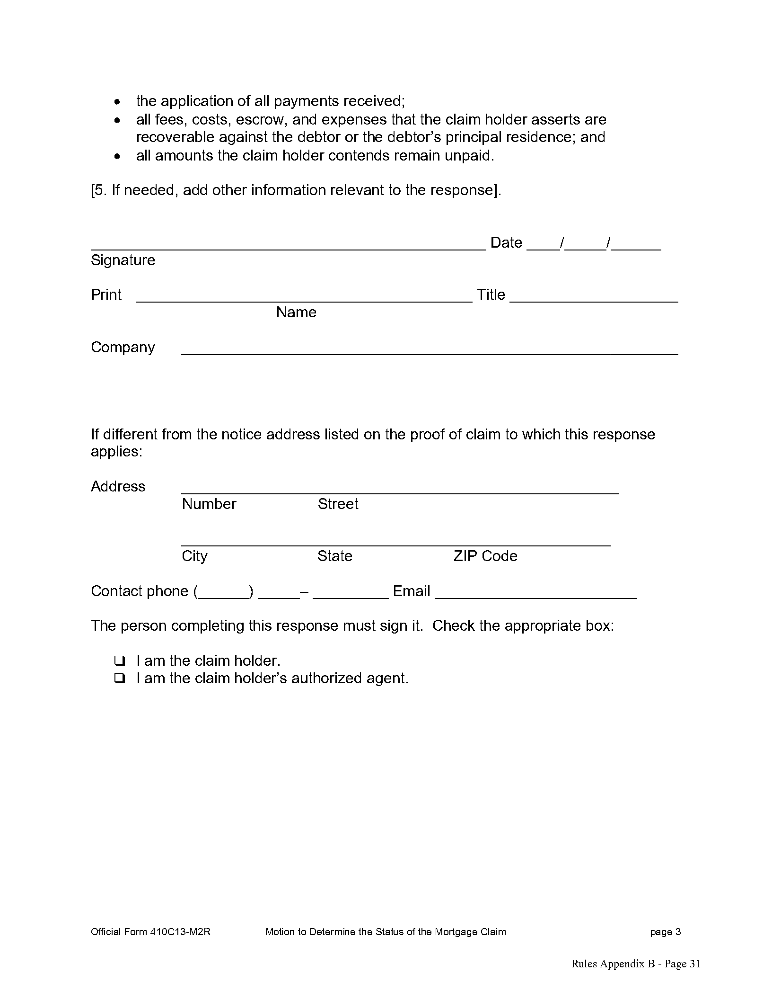 • the application of all payments received;
• all fees, costs, escrow, and expenses that the claim holder asserts are
recoverable against the debtor or the debtor’s principal residence; and
• all amounts the claim holder contends remain unpaid.
[5. If needed, add other information relevant to the response].
_______________________________________________ Date ____/_____/______
Signature
Print ________________________________________ Title ____________________
Name
Company ___________________________________________________________
If different from the notice address listed on the proof of claim to which this response
applies:
Address ____________________________________________________
Number Street
___________________________________________________
City State ZIP Code
Contact phone (______) _____– _________ Email ________________________
The person completing this response must sign it. Check the appropriate box:
❑ I am the claim holder.
❑ I am the claim holder’s authorized agent.
Official Form 410C13-M2R Motion to Determine the Status of the Mortgage Claim page 3
Rules Appendix B - Page 31